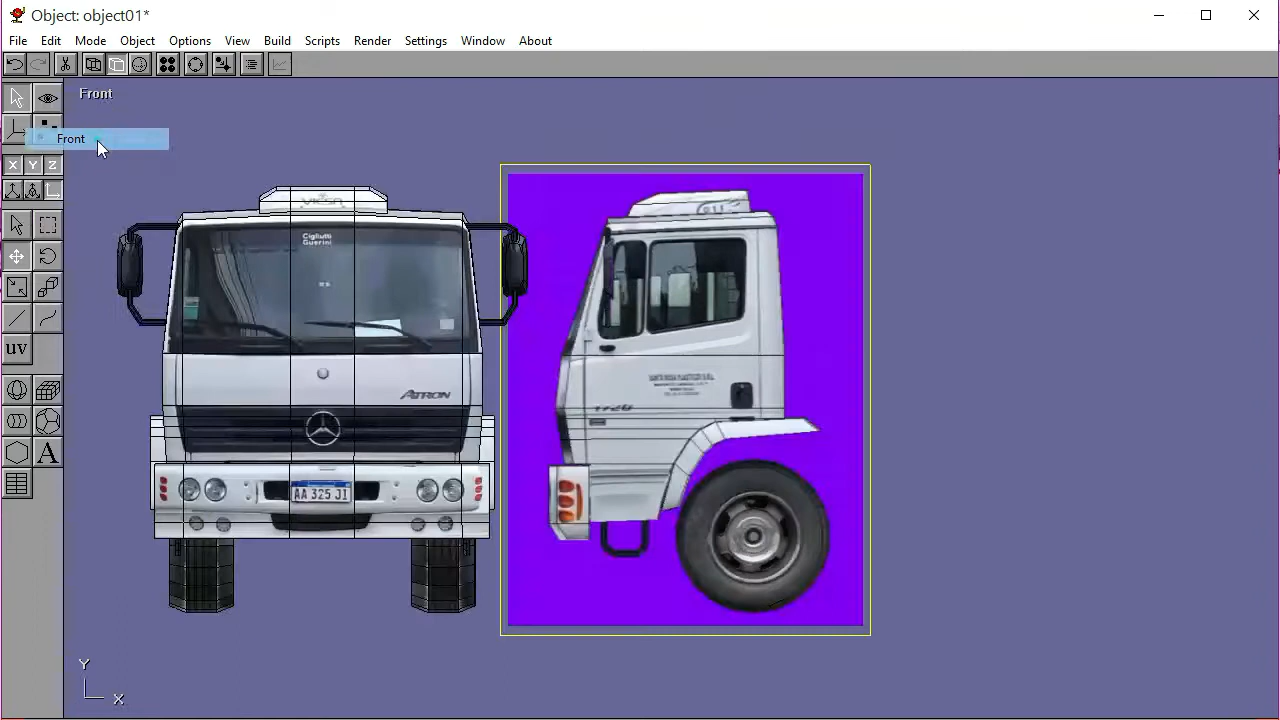 Object: object01*
File Edit Mode Object Options View Build Scripts Render Settings Window About
Front
Front
X Y Z
uv
A
Cigliutti
Guerini
ATRON
1720
AA 325 JI
Y
X